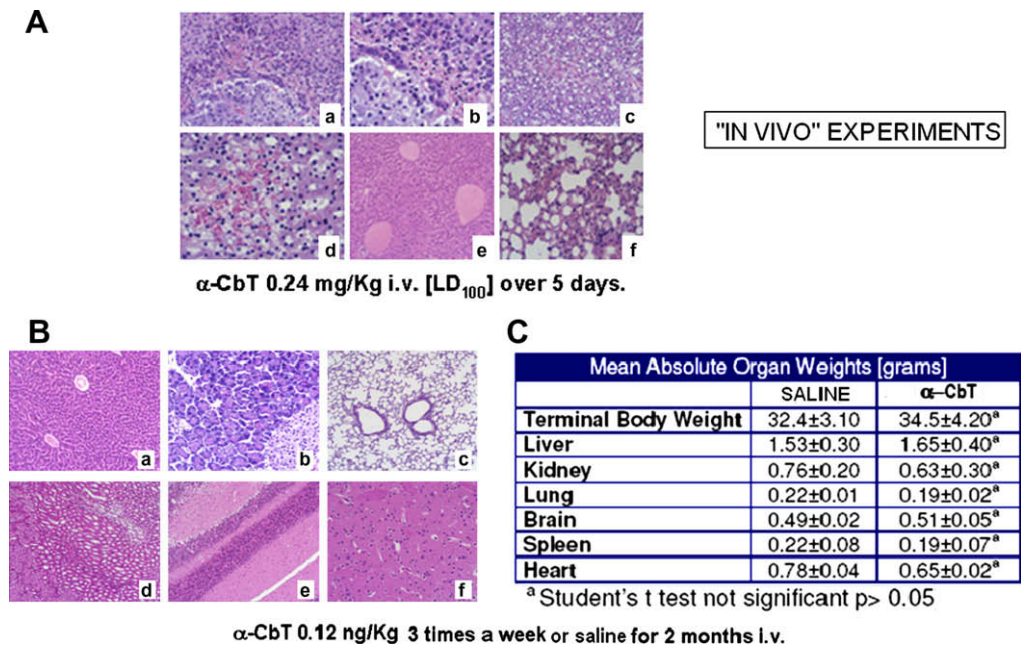 A
a
b
c
d
e
f
"IN VIVO" EXPERIMENTS
α-CbT 0.24 mg/Kg i.v. [LD100] over 5 days.
B
a
b
c
d
e
f
C
Mean Absolute Organ Weights [grams]
SALINE α-CbT
Terminal Body Weight 32.4±3.10 34.5±4.20a
Liver 1.53±0.30 1.65±0.40a
Kidney 0.76±0.20 0.63±0.30a
Lung 0.22±0.01 0.19±0.02a
Brain 0.49±0.02 0.51±0.05a
Spleen 0.22±0.08 0.19±0.07a
Heart 0.78±0.04 0.65±0.02a
a Student's t test not significant p> 0.05
α-CbT 0.12 ng/Kg 3 times a week or saline for 2 months i.v.